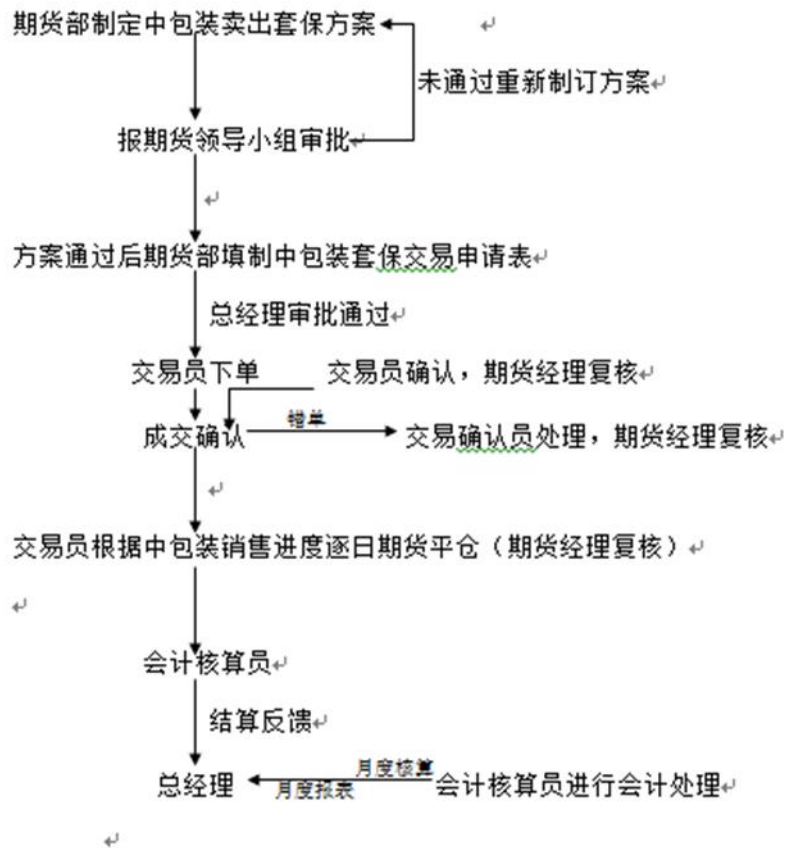 期货部制定中包装卖出套保方案
未通过重新制订方案
报期货领导小组审批
方案通过后期货部填制中包装套保交易申请表
总经理审批通过
交易员下单
交易员确认，期货经理复核
成交确认
错单
交易确认员处理，期货经理复核
交易员根据中包装销售进度逐日期货平仓（期货经理复核）
会计核算员
结算反馈
总经理
月度核算
月度报表
会计核算员进行会计处理